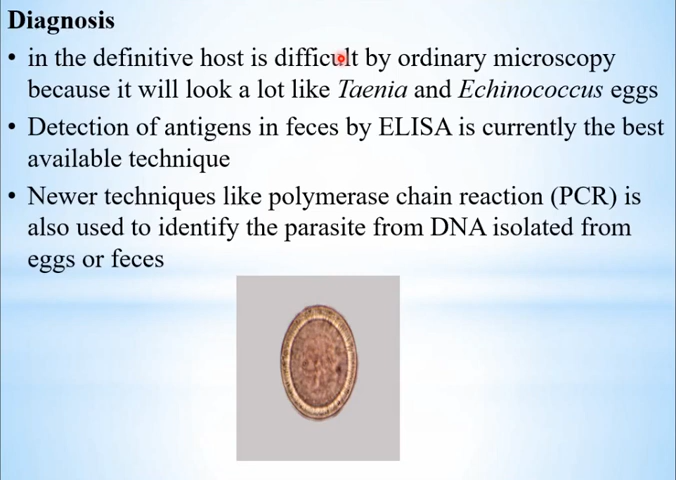 Diagnosis
• in the definitive host is difficult by ordinary microscopy
because it will look a lot like Taenia and Echinococcus eggs
• Detection of antigens in feces by ELISA is currently the best
available technique
• Newer techniques like polymerase chain reaction (PCR) is
also used to identify the parasite from DNA isolated from
eggs or feces